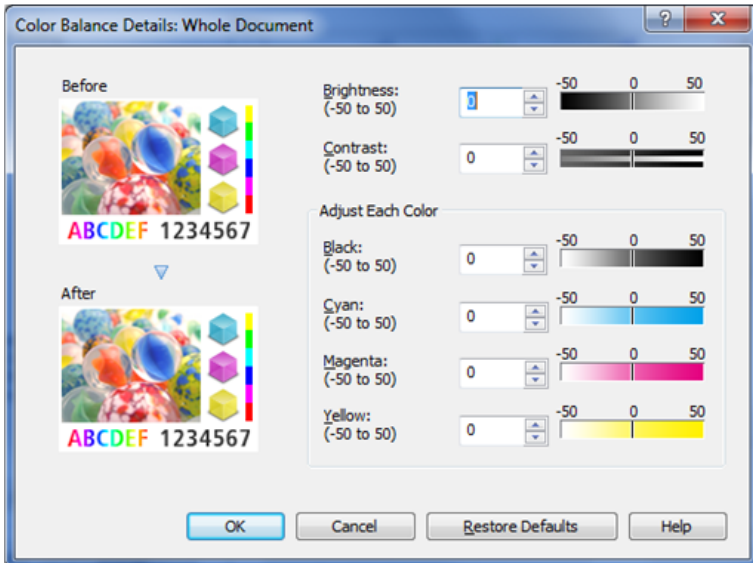 Color Balance Details: Whole Document
?
X
Before
ABCDEF 1234567
After
ABCDEF 1234567
Brightness:
(-50 to 50)
0
-50 0 50
Contrast:
(-50 to 50)
0
Adjust Each Color
Black:
(-50 to 50)
0
-50 0 50
Cyan:
(-50 to 50)
0
-50 0 50
Magenta:
(-50 to 50)
0
-50 0 50
Yellow:
(-50 to 50)
0
-50 0 50
OK Cancel Restore Defaults Help